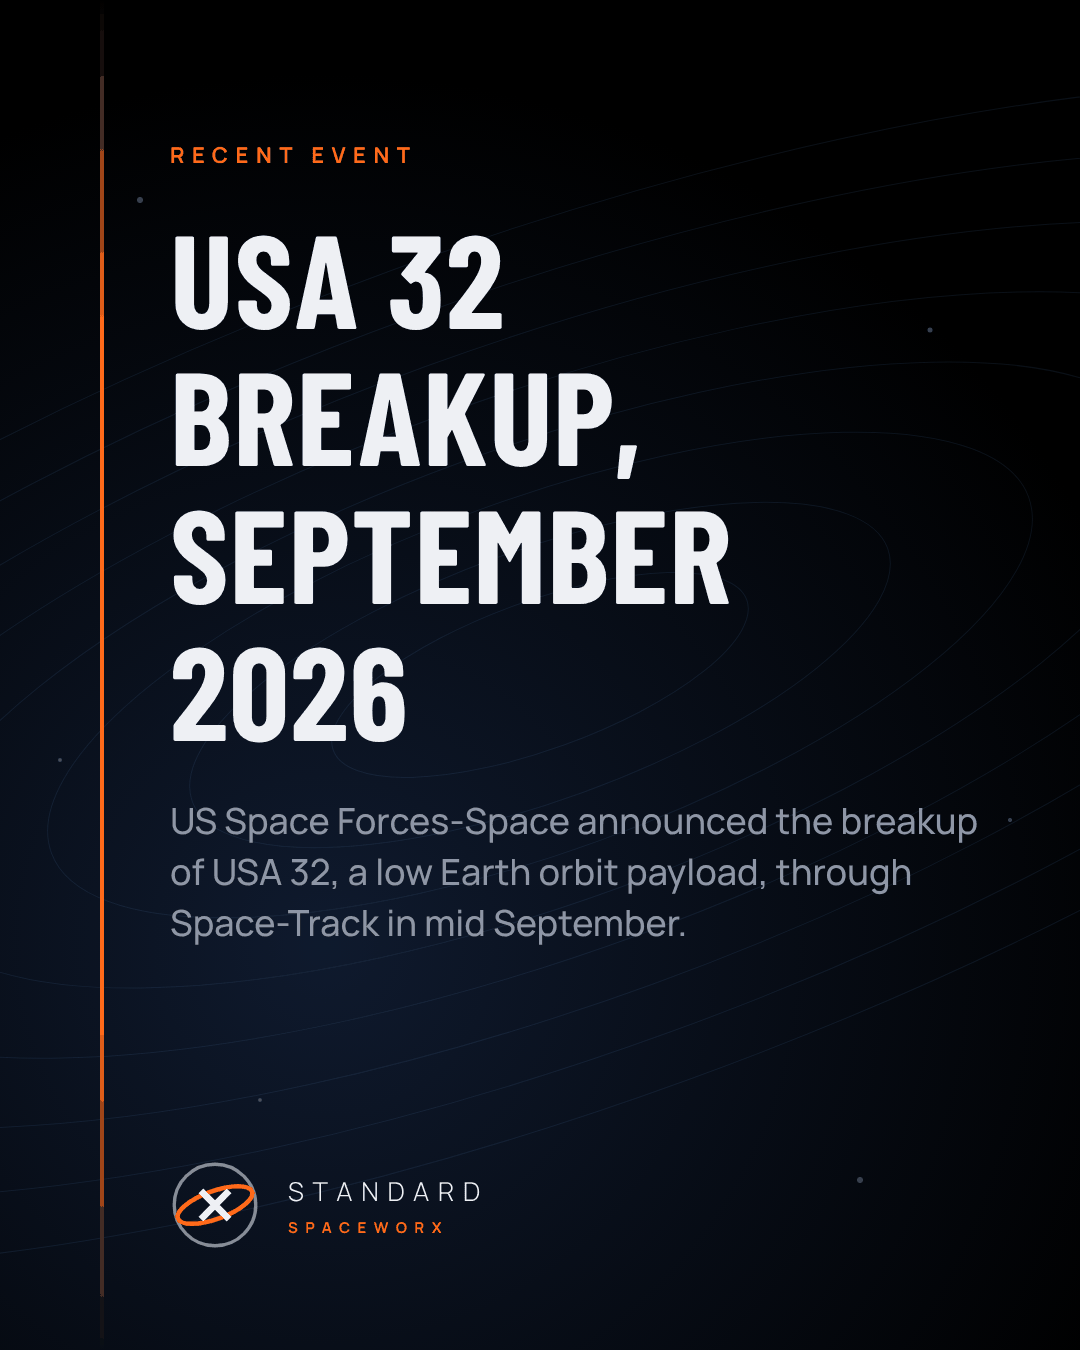 RECENT EVENT
USA 32
BREAKUP,
SEPTEMBER
2026
US Space Forces-Space announced the breakup
of USA 32, a low Earth orbit payload, through
Space-Track in mid September.
STANDARD
SPACEWORX